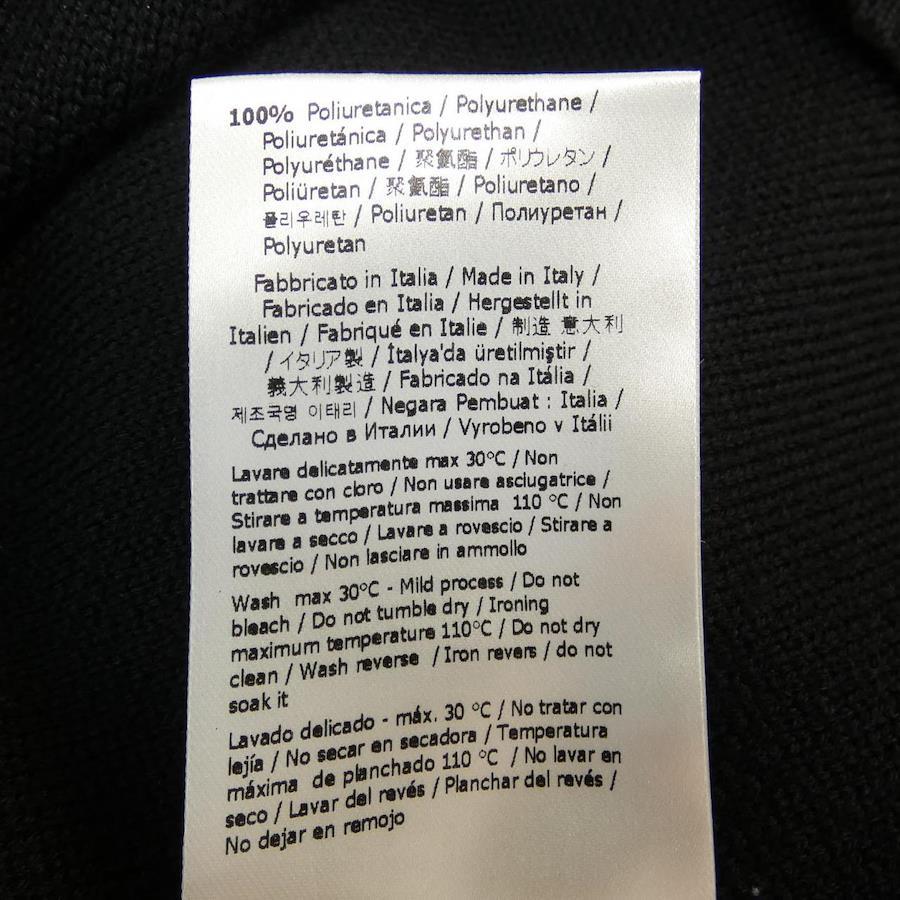 100% Poliuretanica / Polyurethane /
Poliuretánica / Polyurethan /
Polyuréthane / 聚氨酯 / ポリウレタン /
Poliüretan / 聚氨酯 / Poliuretano /
폴리우레탄 / Poliuretan / Полиуретан /
Polyuretan
Fabbricato in Italia / Made in Italy /
Fabricado en Italia / Hergestellt in
Italien / Fabriqué en Italie / 制造 意大利
/ イタリア製 / İtalya'da üretilmiştir /
義大利製造 / Fabricado na Itália /
제조국명 이태리 / Negara Pembuat : Italia /
Сделано в Италии / Vyrobeno v Itálii
Lavare delicatamente max 30°C / Non
trattare con cloro / Non usare asclugatrice /
Stirare a temperatura massima 110 °C / Non
lavare a secco / Lavare a rovescio / Stirare a
rovescio / Non lasciare in ammollo
Wash max 30°C - Mild process / Do not
bleach / Do not tumble dry / Ironing
maximum temperature 110°C / Do not dry
clean / Wash reverse / Iron revers / do not
soak it
Lavado delicado - máx. 30 °C / No tratar con
lejía / No secar en secadora / Temperatura
máxima de planchado 110 °C / No lavar en
seco / Lavar del revés / Planchar del revés /
No dejar en remojo